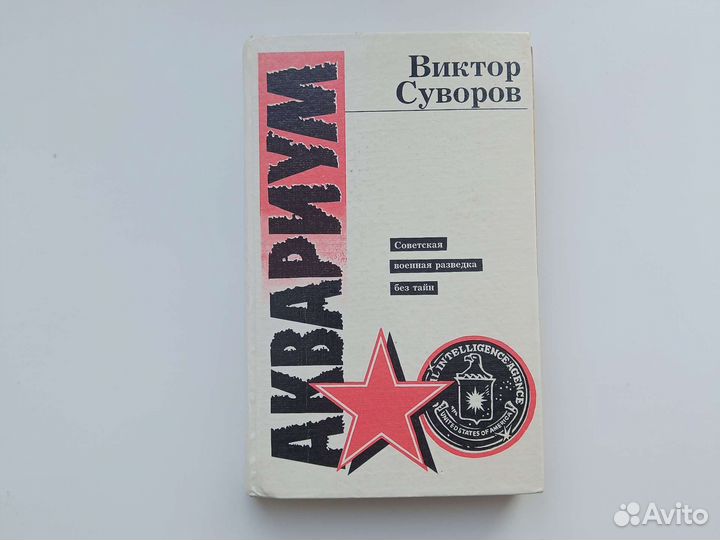 Виктор
Суворов
АКВАРИУМ
Советская
военная разведка
без тайн
L INTELLIGENCE AGENCE
UNITED STATES OF AMERICA
Avito